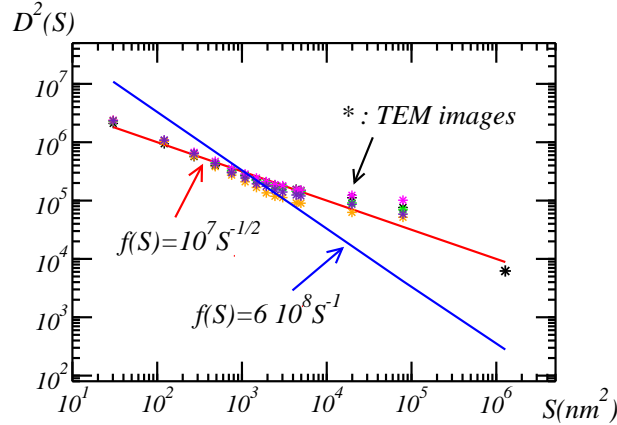 D²(S)
10⁷
10⁶
* : TEM images
10⁵
f(S)=10⁷S⁻¹/²
10⁴
f(S)=6 10⁸S⁻¹
10³
10²
10¹ 10² 10³ 10⁴ 10⁵ 10⁶ S(nm²)